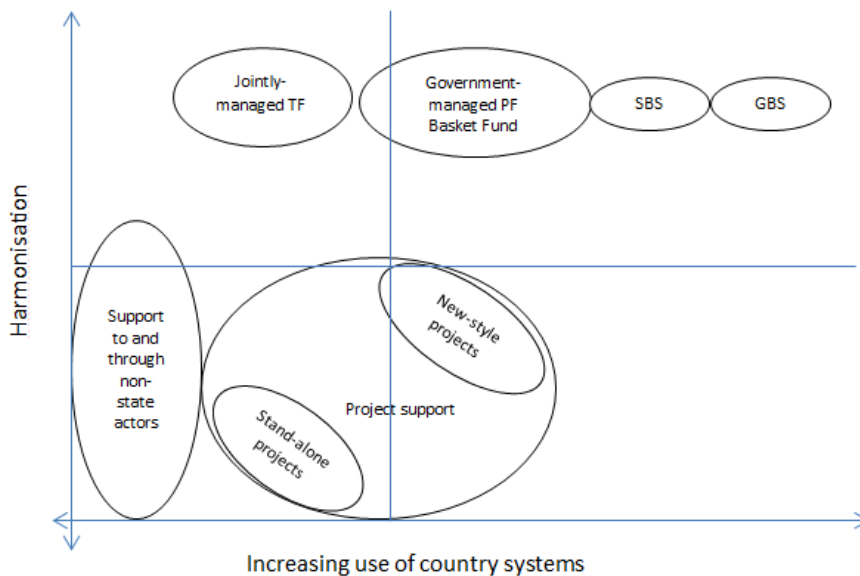 Jointly-
managed TF
Government-
managed PF
Basket Fund
SBS
GBS
Harmonisation
Support
to and
through
non-
state
actors
New-style
projects
Project support
Stand-alone
projects
Increasing use of country systems